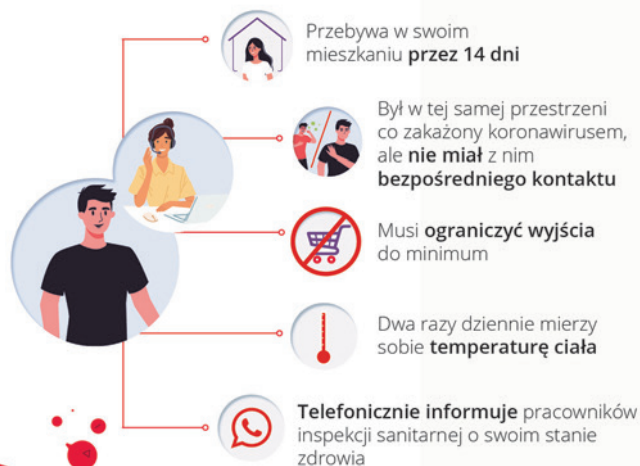 Przebywa w swoim
mieszkaniu przez 14 dni
Był w tej samej przestrzeni
co zakażony koronawirusem,
ale nie miał z nim
bezpośredniego kontaktu
Musi ograniczyć wyjścia
do minimum
Dwa razy dziennie mierzy
sobie temperaturę ciała
Telefonicznie informuje pracowników
inspekcji sanitarnej o swoim stanie
zdrowia